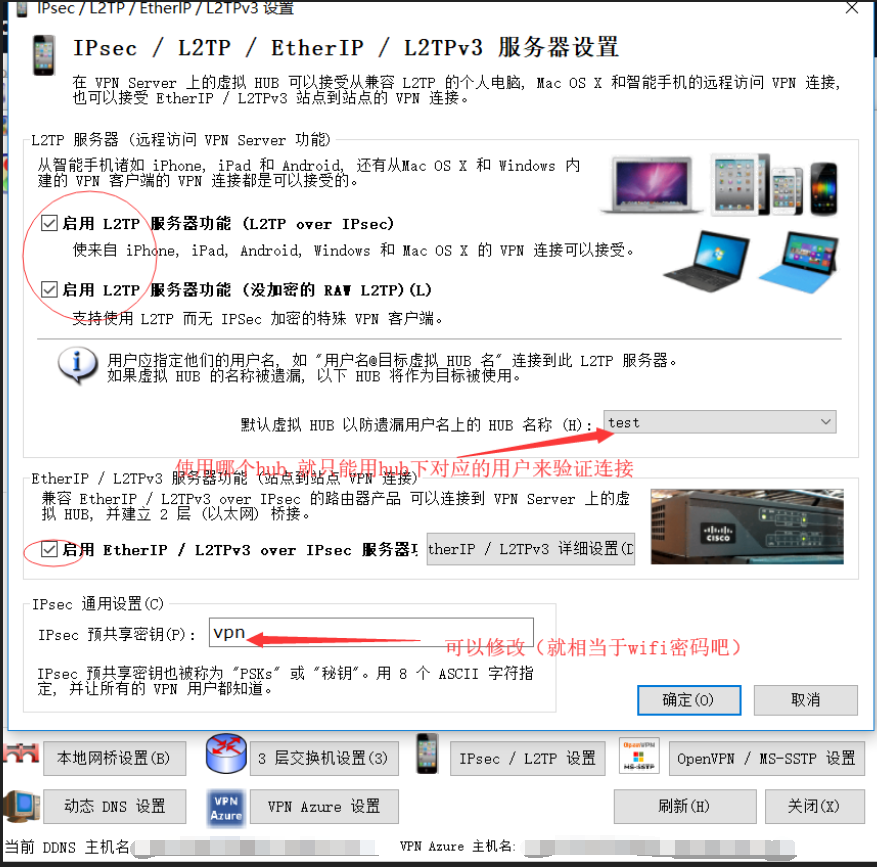 IPsec / L2TP / EtherIP / L2TPv3 设置
IPsec / L2TP / EtherIP / L2TPv3 服务器设置
在 VPN Server 上的虚拟 HUB 可以接受从兼容 L2TP 的个人电脑, Mac OS X 和智能手机的远程访问 VPN 连接,
也可以接受 EtherIP / L2TPv3 站点到站点的 VPN 连接。
L2TP 服务器 (远程访问 VPN Server 功能)
从智能手机诸如 iPhone, iPad 和 Android, 还有从Mac OS X 和 Windows 内
建的 VPN 客户端的 VPN 连接都是可以接受的。
启用 L2TP 服务器功能 (L2TP over IPsec)
使来自 iPhone, iPad, Android, Windows 和 Mac OS X 的 VPN 连接可以接受。
启用 L2TP 服务器功能 (没加密的 RAW L2TP)(L)
支持使用 L2TP 而无 IPSec 加密的特殊 VPN 客户端。
用户应指定他们的用户名, 如 "用户名@目标虚拟 HUB 名" 连接到此 L2TP 服务器。
如果虚拟 HUB 的名称被遗漏, 以下 HUB 将作为目标被使用。
默认虚拟 HUB 以防遗漏用户名上的 HUB 名称 (H):
test
使用哪个hub 就只能用hub下对应的用户来验证连接
EtherIP / L2TPv3 服务器功能 (站点到站点 VPN 连接)
兼容 EtherIP / L2TPv3 over IPsec 的路由器产品 可以连接到 VPN Server 上的虚
拟 HUB, 并建立 2 层 (以太网) 桥接。
CISCO
启用 EtherIP / L2TPv3 over IPsec 服务器
therIP / L2TPv3 详细设置(D
IPsec 通用设置(C)
IPsec 预共享密钥(P):
vpn
可以修改（就相当于wifi密码吧）
IPsec 预共享密钥也被称为 "PSKs" 或 "秘钥"。用 8 个 ASCII 字符指
定, 并让所有的 VPN 用户都知道。
确定(O)
取消
本地网桥设置(B)
3 层交换机设置(3)
IPsec / L2TP 设置
OpenVPN
MS-SSTP
OpenVPN / MS-SSTP 设置
动态 DNS 设置
VPN
Azure
VPN Azure 设置
刷新(H)
关闭(X)
当前 DDNS 主机名
VPN Azure 主机名: